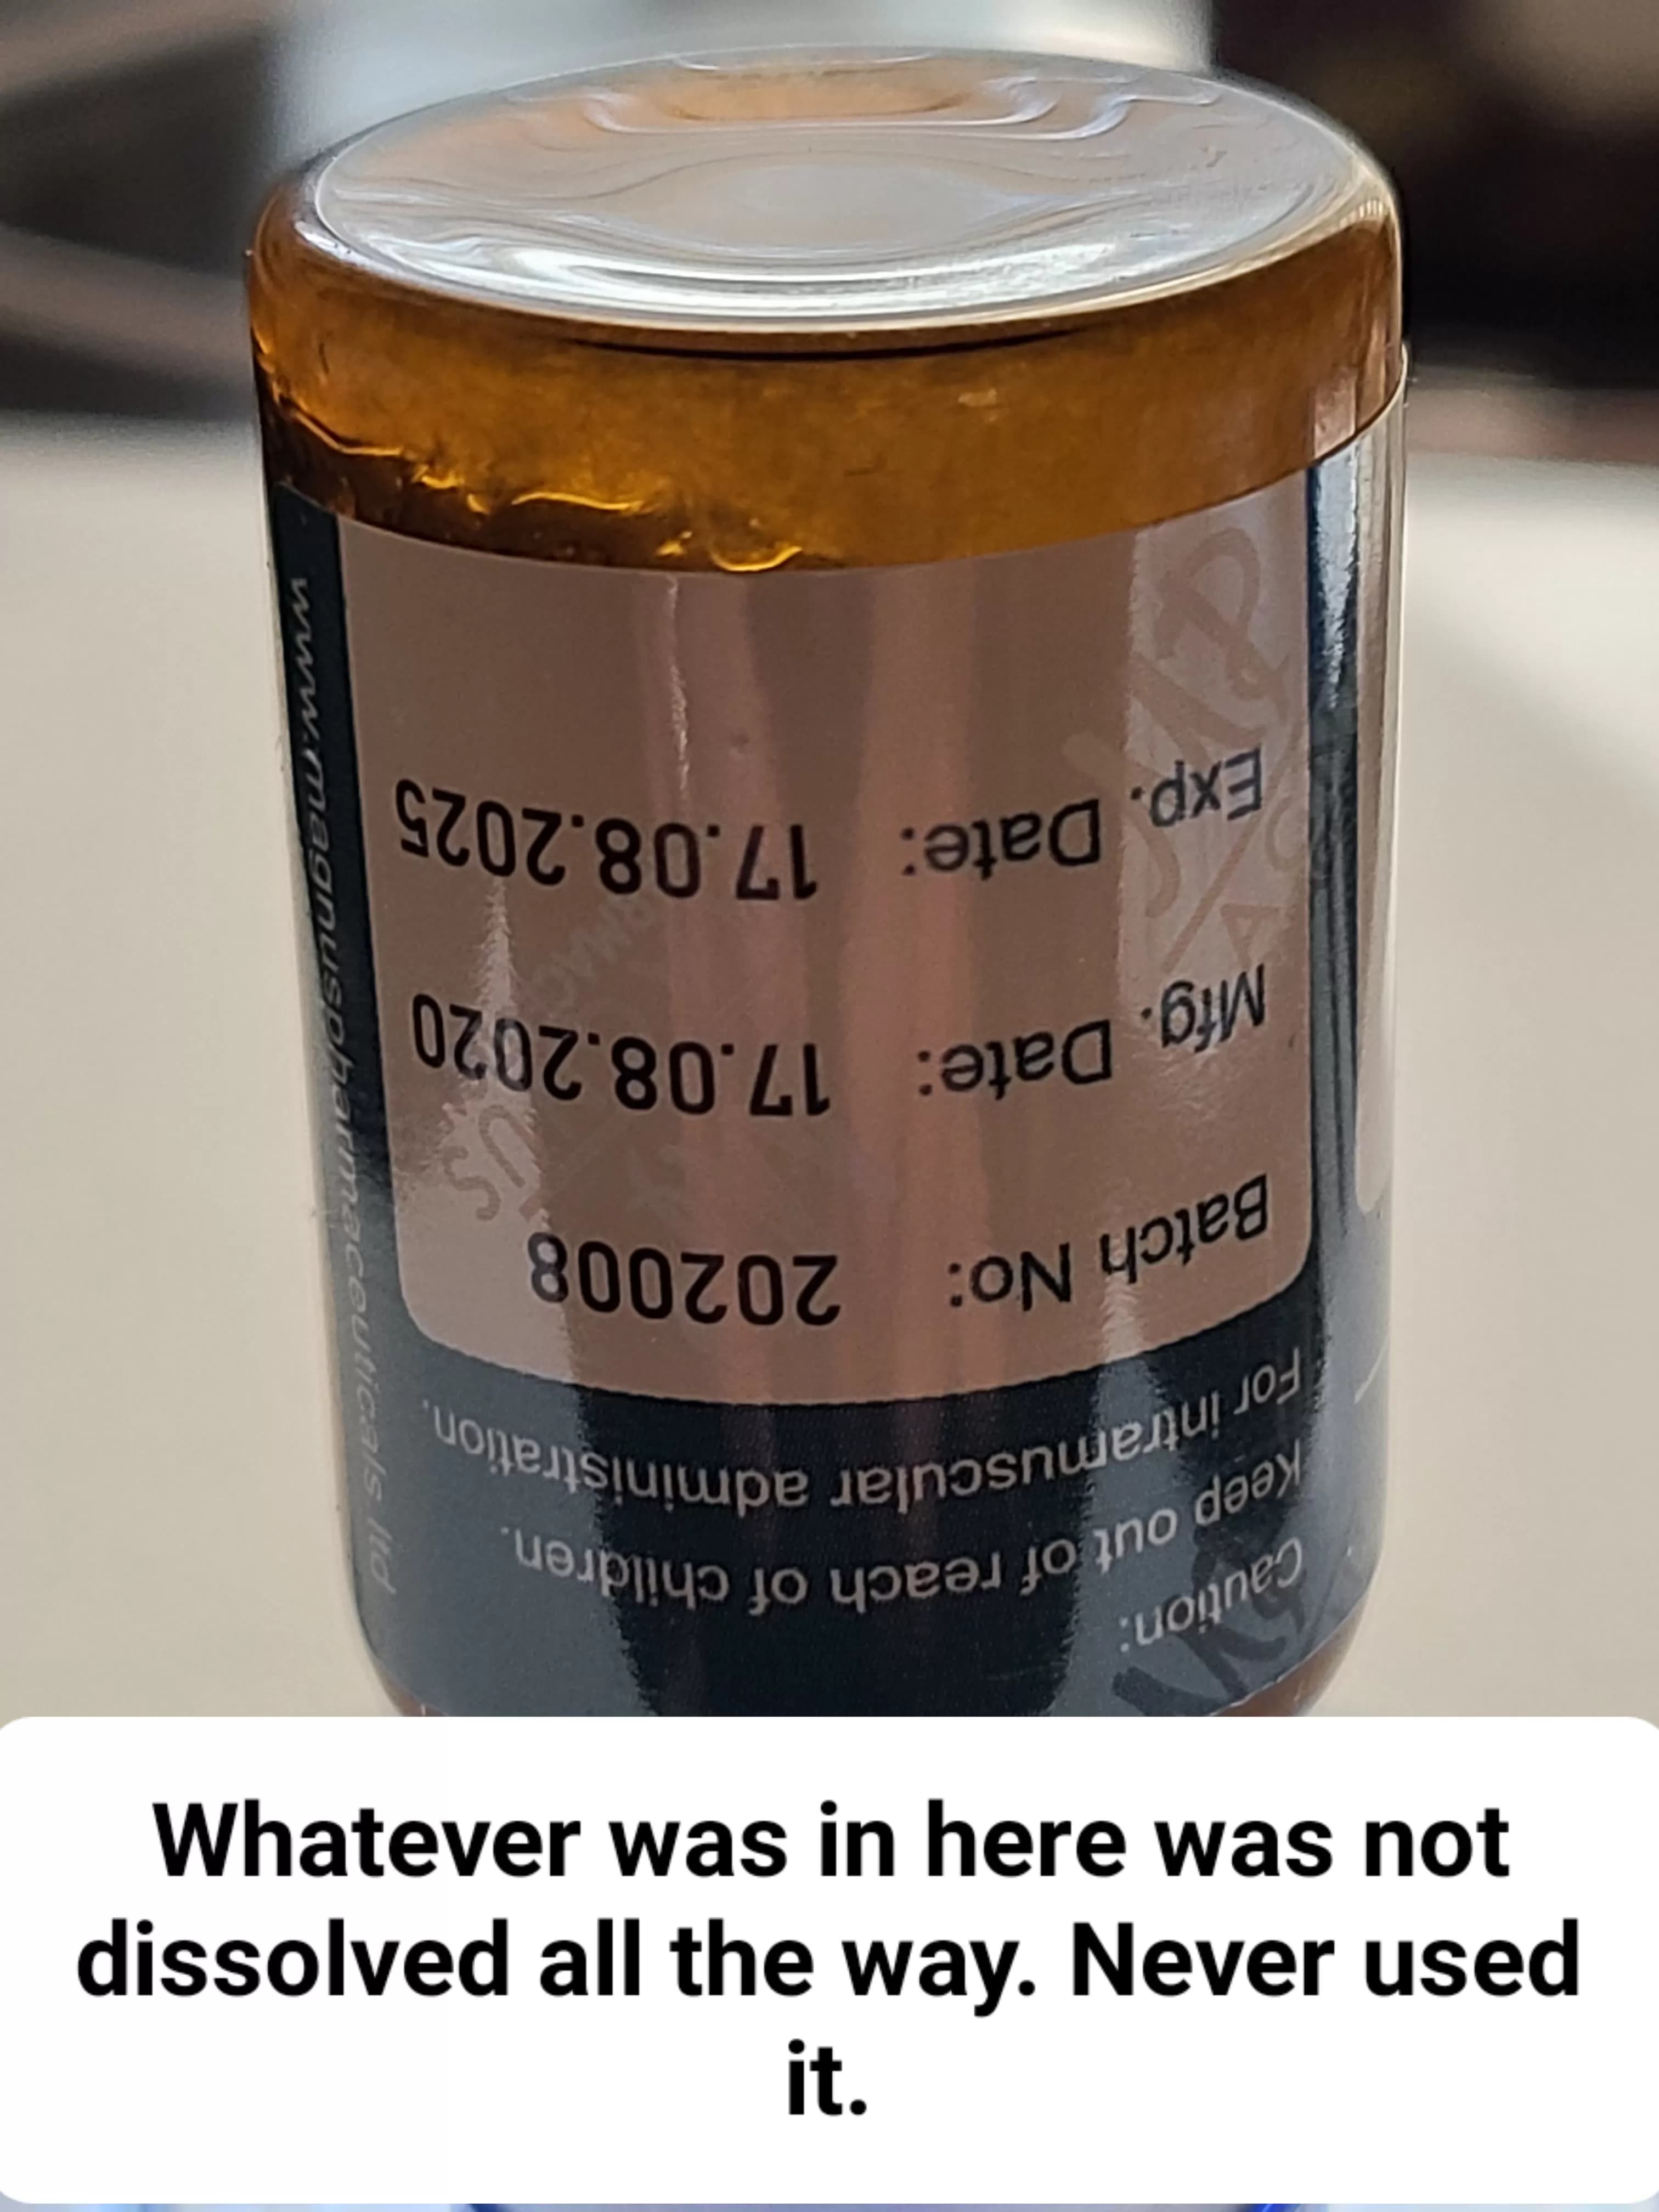 Caution:
Keep out of reach of children.
For intramuscular administration.
Batch No: 202008
Mfg. Date: 17.08.2020
Exp. Date: 17.08.2025
www.magnuspharmaceuticals.ltd
Whatever was in here was not
dissolved all the way. Never used
it.